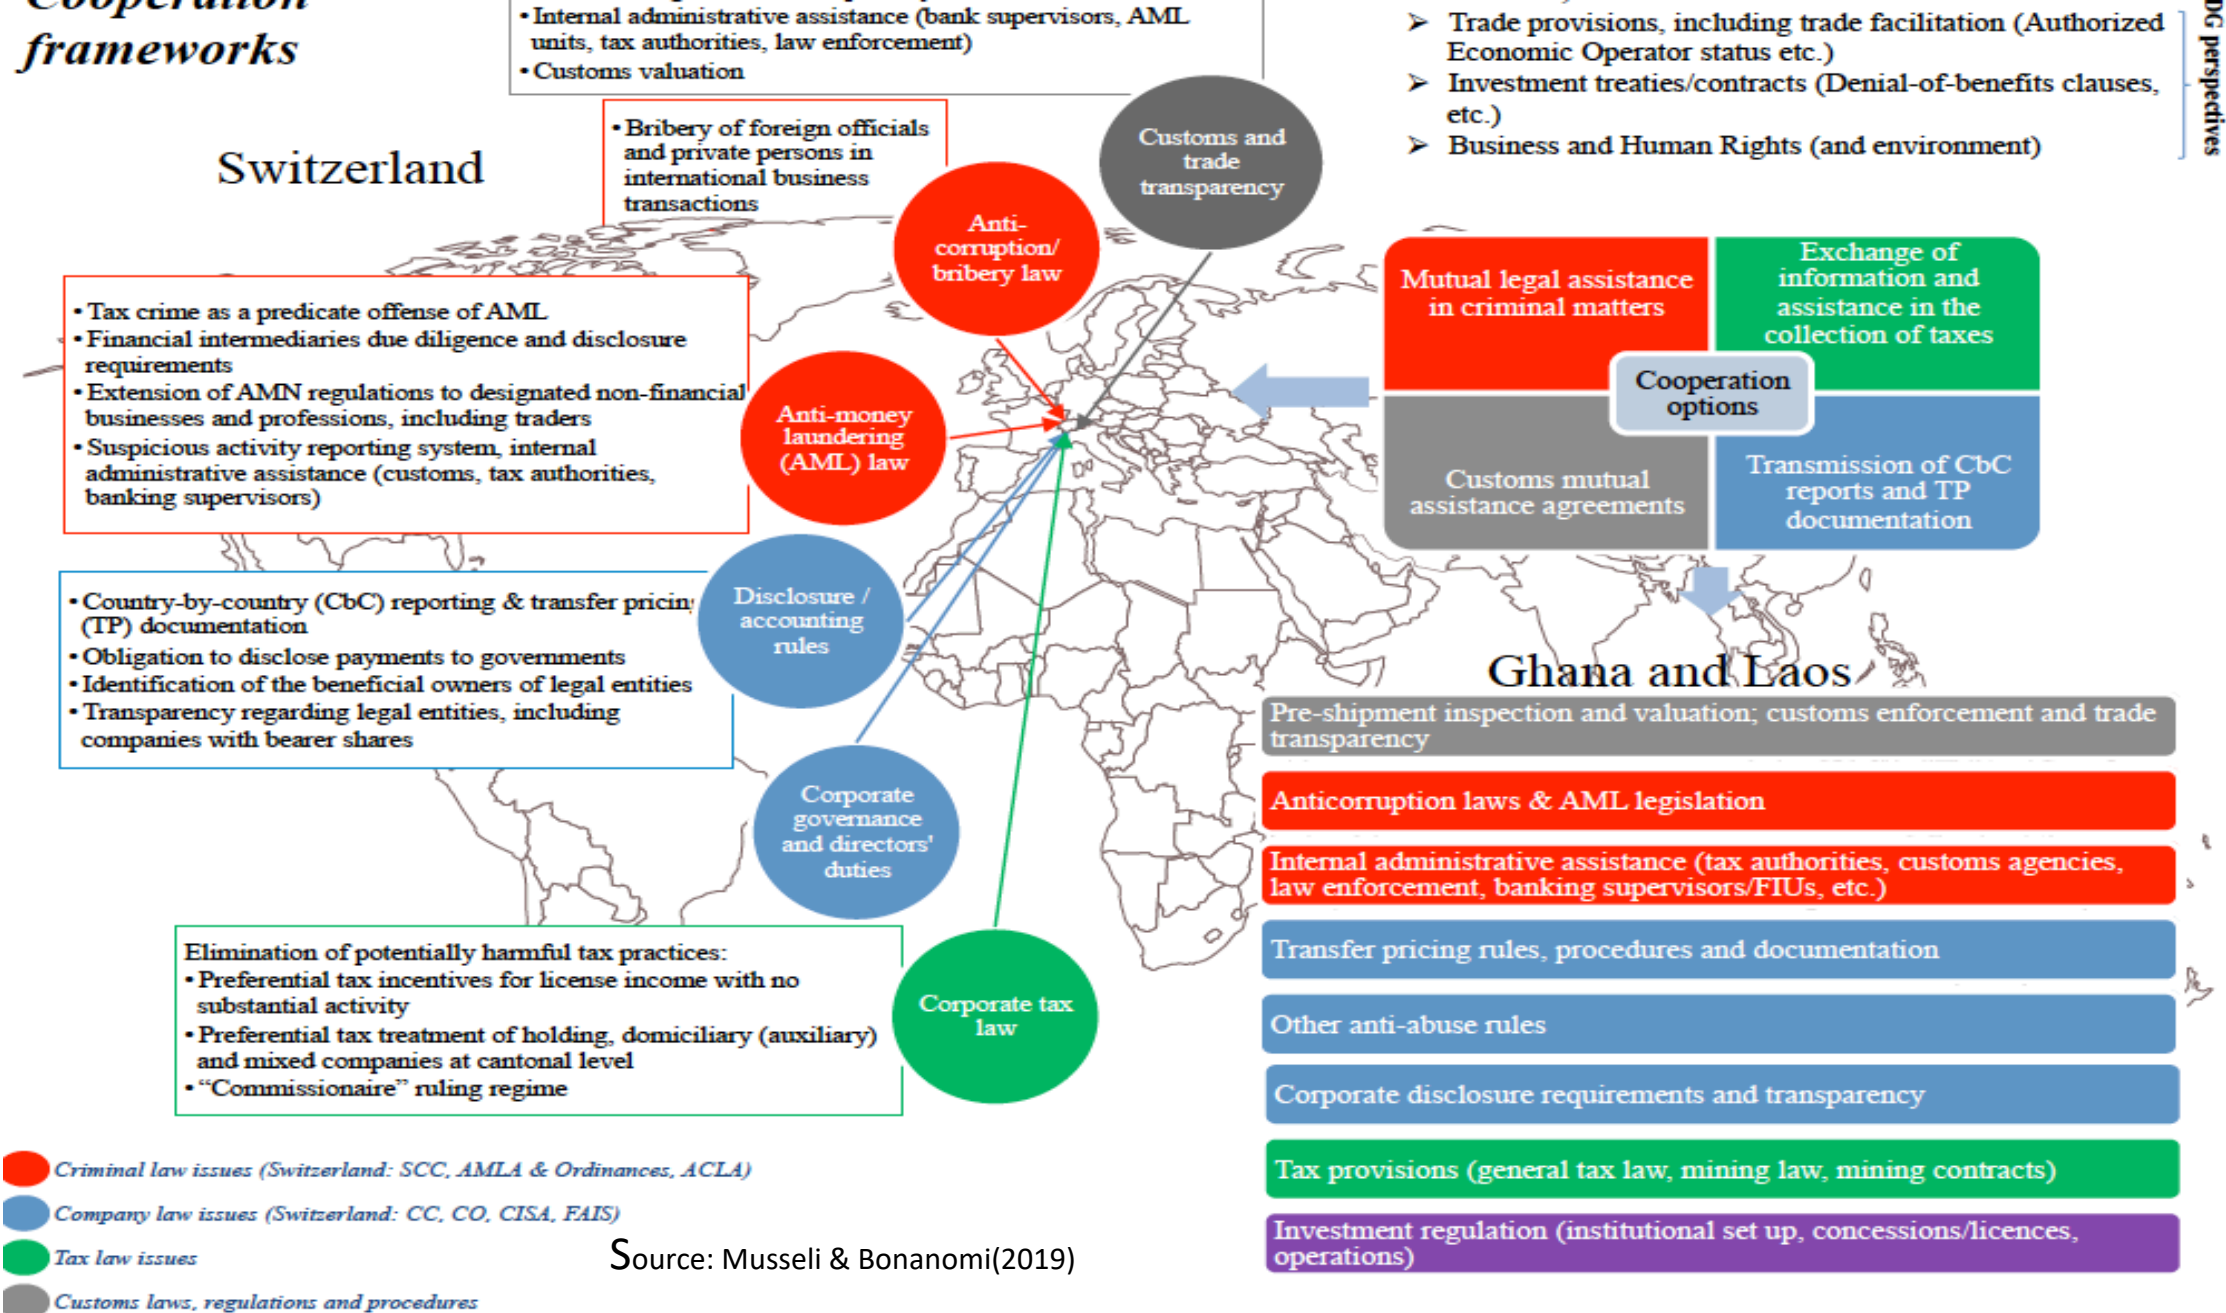 Cooperation
frameworks
• Internal administrative assistance (bank supervisors, AML
units, tax authorities, law enforcement)
• Customs valuation
➢ Trade provisions, including trade facilitation (Authorized
Economic Operator status etc.)
➢ Investment treaties/contracts (Denial-of-benefits clauses,
etc.)
➢ Business and Human Rights (and environment)
DG perspectives
Switzerland
• Bribery of foreign officials
and private persons in
international business
transactions
Customs and
trade
transparency
Anti-
corruption/
bribery law
• Tax crime as a predicate offense of AML
• Financial intermediaries due diligence and disclosure
requirements
• Extension of AMN regulations to designated non-financial
businesses and professions, including traders
• Suspicious activity reporting system, internal
administrative assistance (customs, tax authorities,
banking supervisors)
Anti-money
laundering
(AML) law
Mutual legal assistance
in criminal matters
Exchange of
information and
assistance in the
collection of taxes
Cooperation
options
Customs mutual
assistance agreements
Transmission of CbC
reports and TP
documentation
• Country-by-country (CbC) reporting & transfer pricin
(TP) documentation
• Obligation to disclose payments to governments
• Identification of the beneficial owners of legal entities
• Transparency regarding legal entities, including
companies with bearer shares
Disclosure /
accounting
rules
Corporate
governance
and directors'
duties
Elimination of potentially harmful tax practices:
• Preferential tax incentives for license income with no
substantial activity
• Preferential tax treatment of holding, domiciliary (auxiliary)
and mixed companies at cantonal level
• “Commissionaire” ruling regime
Corporate tax
law
Ghana and Laos
Pre-shipment inspection and valuation; customs enforcement and trade
transparency
Anticorruption laws & AML legislation
Internal administrative assistance (tax authorities, customs agencies,
law enforcement, banking supervisors/FIUs, etc.)
Transfer pricing rules, procedures and documentation
Other anti-abuse rules
Corporate disclosure requirements and transparency
Tax provisions (general tax law, mining law, mining contracts)
Investment regulation (institutional set up, concessions/licences,
operations)
Criminal law issues (Switzerland: SCC, AMLA & Ordinances, ACLA)
Company law issues (Switzerland: CC, CO, CISA, FAIS)
Tax law issues
Customs laws, regulations and procedures
Source: Musseli & Bonanomi(2019)